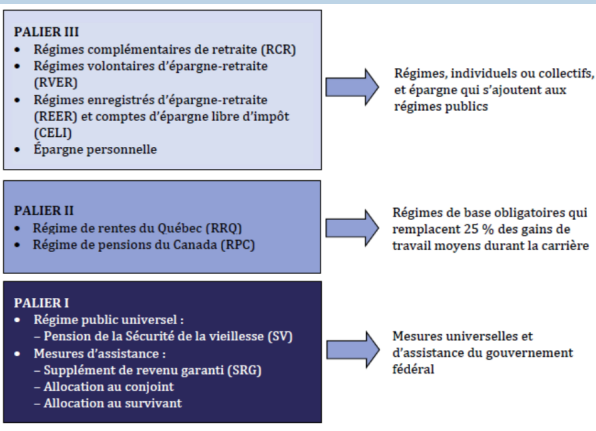 PALIER III
• Régimes complémentaires de retraite (RCR)
• Régimes volontaires d'épargne-retraite
(RVER)
• Régimes enregistrés d'épargne-retraite
(REER) et comptes d'épargne libre d'impôt
(CELI)
• Épargne personnelle
Régimes, individuels ou collectifs,
et épargne qui s'ajoutent aux
régimes publics
PALIER II
• Régime de rentes du Québec (RRQ)
• Régime de pensions du Canada (RPC)
Régimes de base obligatoires qui
remplacent 25 % des gains de
travail moyens durant la carrière
PALIER I
• Régime public universel :
– Pension de la Sécurité de la vieillesse (SV)
• Mesures d'assistance :
– Supplément de revenu garanti (SRG)
– Allocation au conjoint
– Allocation au survivant
Mesures universelles et
d'assistance du gouvernement
fédéral